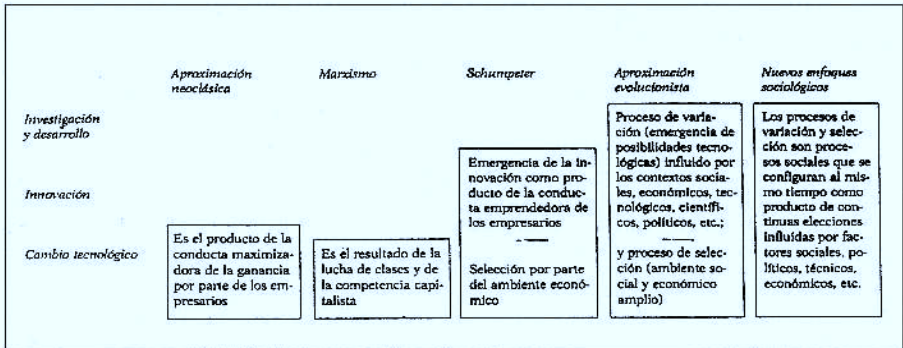 Aproximación
neoclásica
Marxismo
Schumpeter
Aproximación
evolucionista
Nuevos enfoques
sociológicos
Investigación
y desarrollo
Innovación
Cambio tecnológico
Es el producto de la
conducta maximiza-
dora de la ganancia
por parte de los em-
presarios
Es el resultado de la
lucha de clases y de
la competencia capi-
talista
Emergencia de la in-
novación como pro-
ducto de la conduc-
ta emprendedora de
los empresarios
Selección por parte
del ambiente econó-
mico
Proceso de varia-
ción (emergencia de
posibilidades tecno-
lógicas) influido por
los contextos socia-
les, económicos, tec-
nológicos, científi-
cos, políticos, etc.;
y proceso de selec-
ción (ambiente so-
cial y económico
amplio)
Los procesos de
variación y selec-
ción son proce-
sos sociales que se
configuran al mis-
mo tiempo como
producto de con-
tinuas elecciones
influidas por fac-
tores sociales, po-
líticos, técnicos,
económicos, etc.